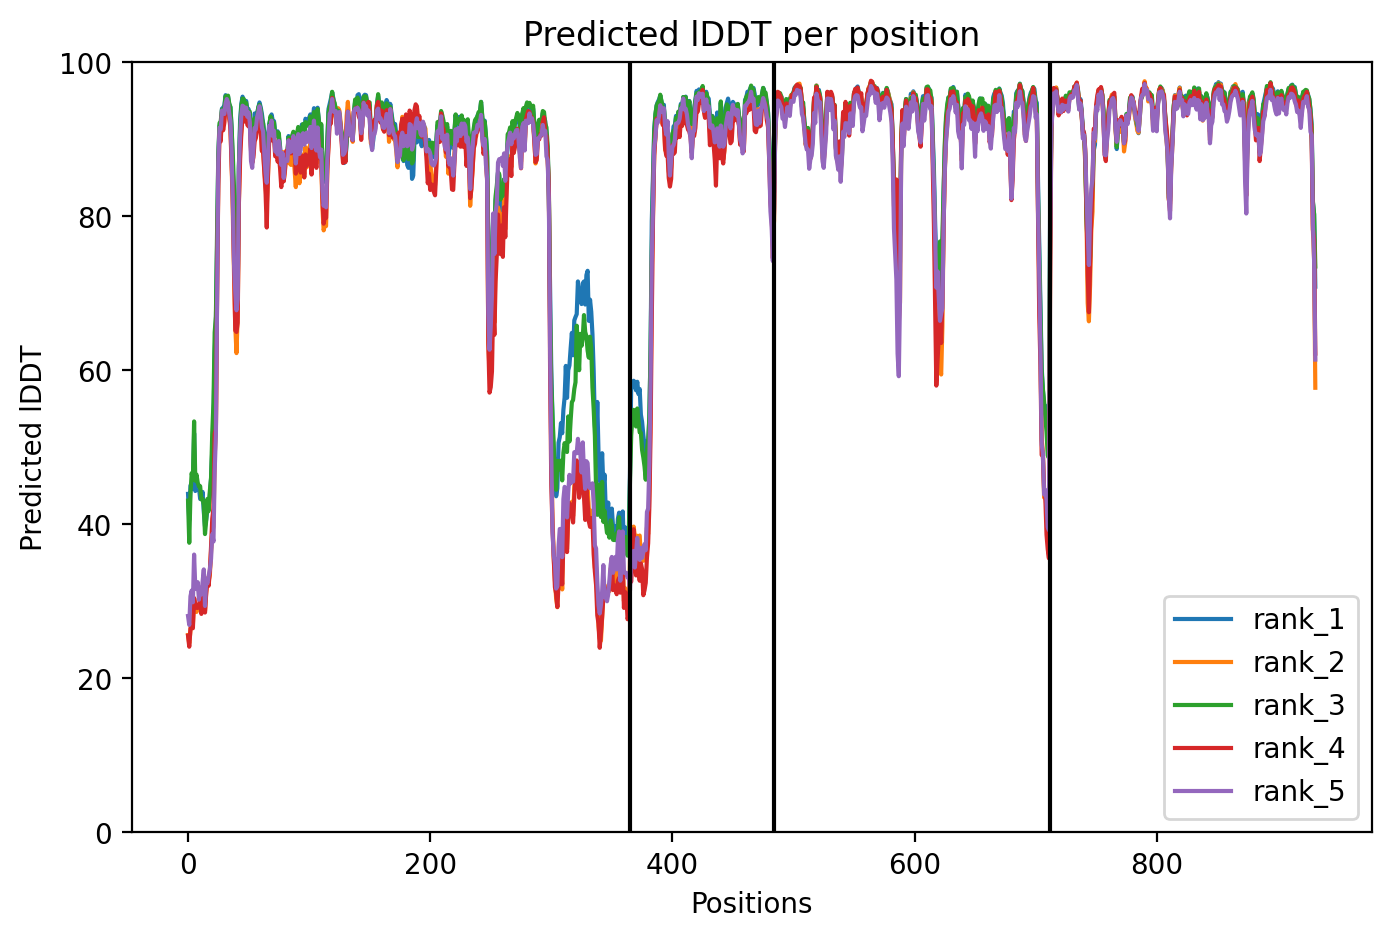 Predicted lDDT per position
100
80
60
40
20
0
Predicted lDDT
0 200 400 600 800
Positions
rank_1
rank_2
rank_3
rank_4
rank_5